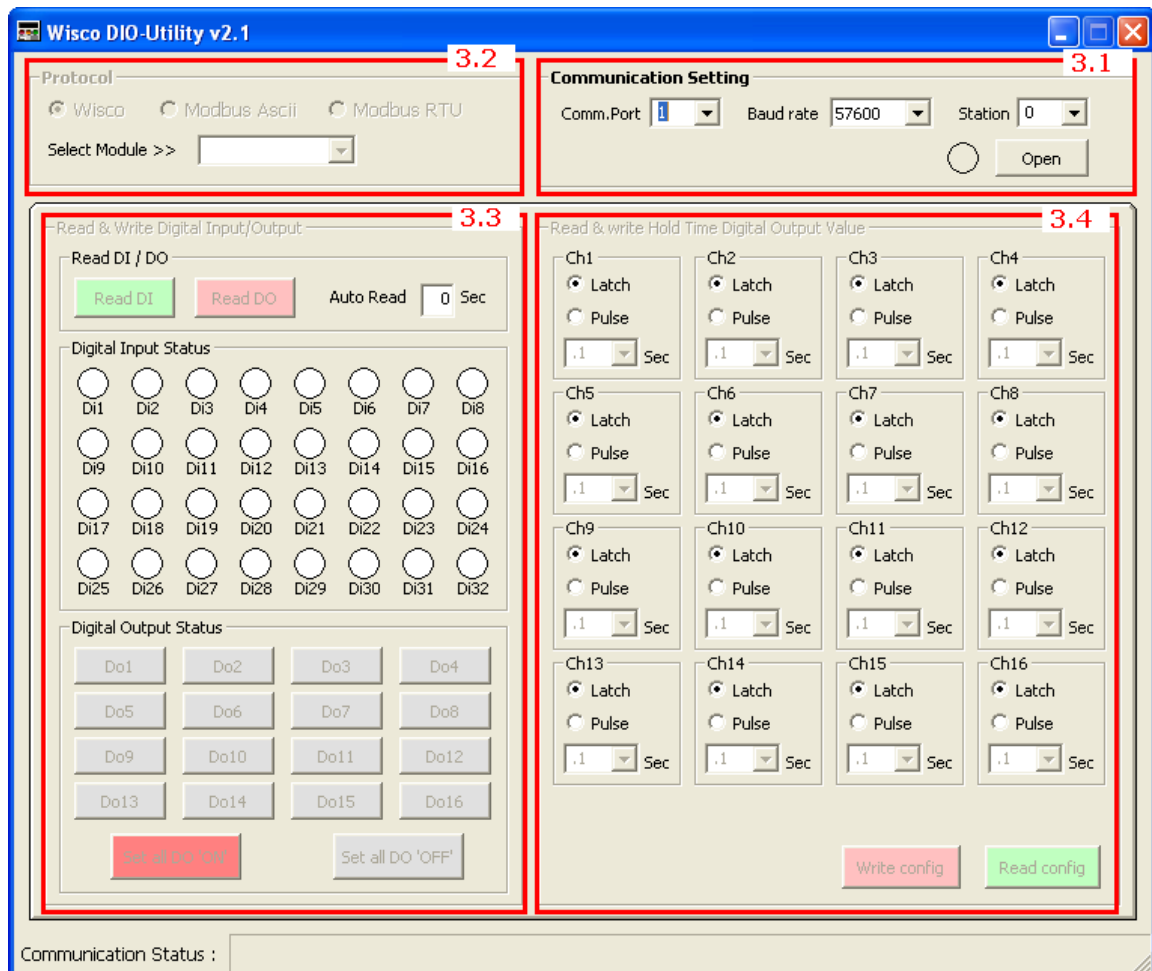 Wisco DIO-Utility v2.1
3.2
3.1
Protocol
Wisco Modbus Ascii Modbus RTU
Select Module >>
Communication Setting
Comm.Port 1 Baud rate 57600 Station 0
Open
3.3
Read & Write Digital Input/Output
Read DI / DO
Read DI Read DO Auto Read 0 Sec
Digital Input Status
Di1 Di2 Di3 Di4 Di5 Di6 Di7 Di8
Di9 Di10 Di11 Di12 Di13 Di14 Di15 Di16
Di17 Di18 Di19 Di20 Di21 Di22 Di23 Di24
Di25 Di26 Di27 Di28 Di29 Di30 Di31 Di32
Digital Output Status
Do1 Do2 Do3 Do4
Do5 Do6 Do7 Do8
Do9 Do10 Do11 Do12
Do13 Do14 Do15 Do16
Set all DO 'ON' Set all DO 'OFF'
3.4
Read & write Hold Time Digital Output Value
Ch1 Ch2 Ch3 Ch4
Latch Latch Latch Latch
Pulse Pulse Pulse Pulse
.1 Sec .1 Sec .1 Sec .1 Sec
Ch5 Ch6 Ch7 Ch8
Latch Latch Latch Latch
Pulse Pulse Pulse Pulse
.1 Sec .1 Sec .1 Sec .1 Sec
Ch9 Ch10 Ch11 Ch12
Latch Latch Latch Latch
Pulse Pulse Pulse Pulse
.1 Sec .1 Sec .1 Sec .1 Sec
Ch13 Ch14 Ch15 Ch16
Latch Latch Latch Latch
Pulse Pulse Pulse Pulse
.1 Sec .1 Sec .1 Sec .1 Sec
Write config Read config
Communication Status :